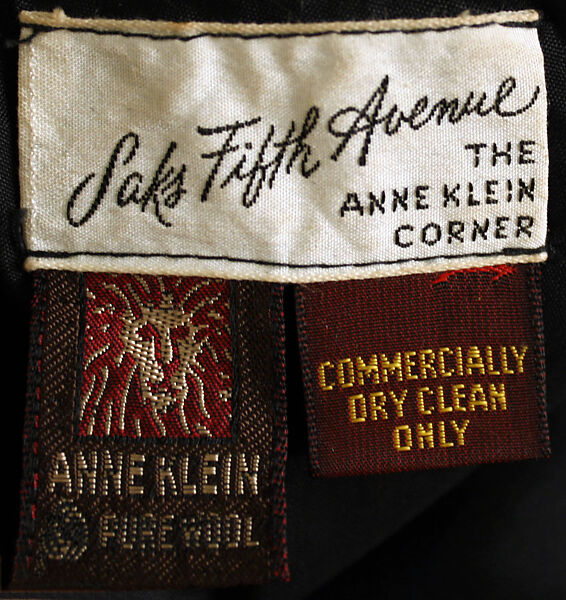 Saks Fifth Avenue
THE
ANNE KLEIN
CORNER
ANNE KLEIN
PURE WOOL
COMMERCIALLY
DRY CLEAN
ONLY